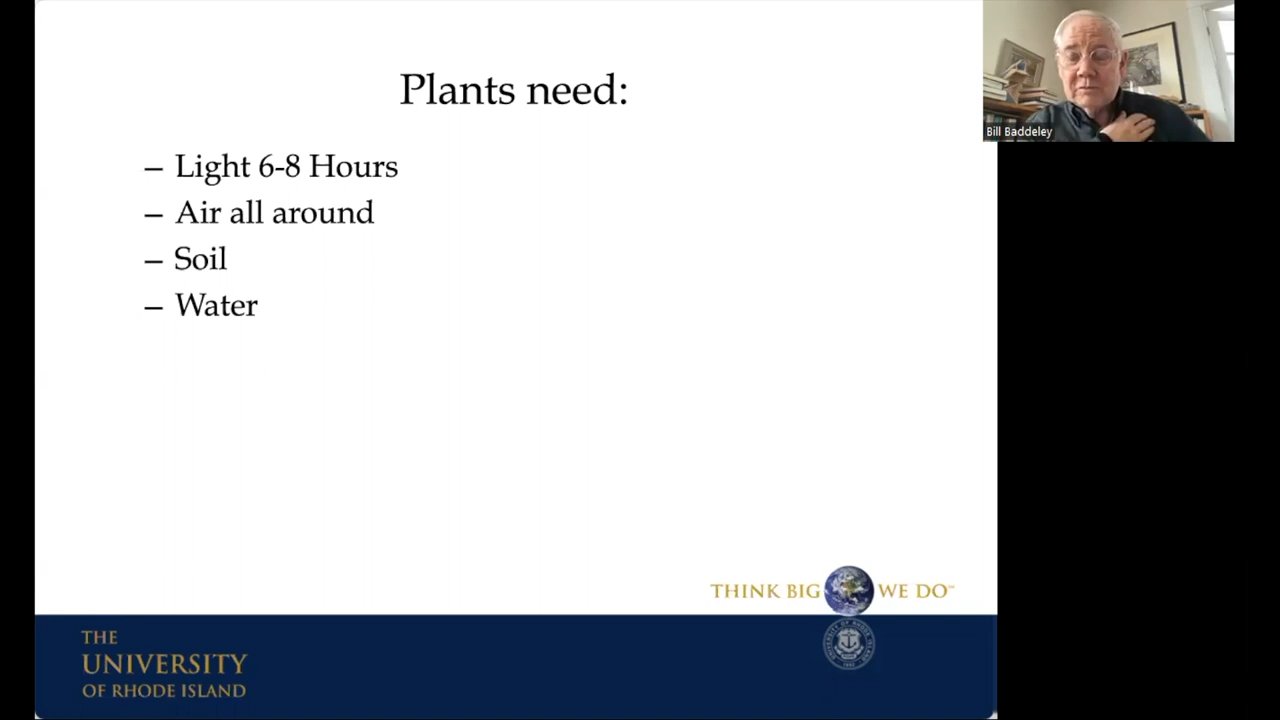 Plants need:
– Light 6-8 Hours
– Air all around
– Soil
– Water
Bill Baddeley
THINK BIG WE DO™
THE
UNIVERSITY
OF RHODE ISLAND